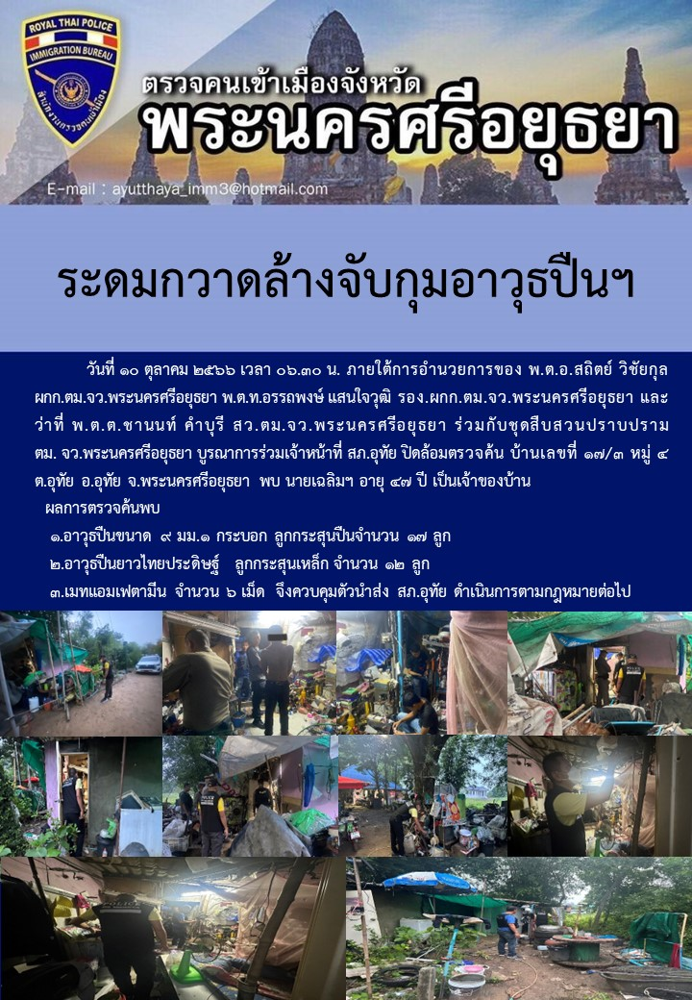 ROYAL THAI POLICE
IMMIGRATION BUREAU
สำนักงานตรวจคนเข้าเมือง
ตรวจคนเข้าเมืองจังหวัด
พระนครศรีอยุธยา
E-mail : ayutthaya_imm3@hotmail.com
ระดมกวาดล้างจับกุมอาวุธปืนฯ
วันที่ ๑๐ ตุลาคม ๒๕๖๖ เวลา ๐๖.๓๐ น. ภายใต้การอำนวยการของ พ.ต.อ.สถิตย์ วิชัยกุล
ผกก.ตม.จว.พระนครศรีอยุธยา พ.ต.ท.อรรถพงษ์ แสนใจวุฒิ รอง.ผกก.ตม.จว.พระนครศรีอยุธยา และ
ว่าที่ พ.ต.ต.ชานนท์ คำบุรี สว.ตม.จว.พระนครศรีอยุธยา ร่วมกับชุดสืบสวนปราบปราม
ตม. จว.พระนครศรีอยุธยา บูรณาการร่วมเจ้าหน้าที่ สภ.อุทัย ปิดล้อมตรวจค้น บ้านเลขที่ ๑๗/๓ หมู่ ๔
ต.อุทัย อ.อุทัย จ.พระนครศรีอยุธยา พบ นายเฉลิมฯ อายุ ๔๗ ปี เป็นเจ้าของบ้าน
ผลการตรวจค้นพบ
๑.อาวุธปืนขนาด ๙ มม.๑ กระบอก ลูกกระสุนปืนจำนวน ๑๗ ลูก
๒.อาวุธปืนยาวไทยประดิษฐ์ ลูกกระสุนเหล็ก จำนวน ๑๒ ลูก
๓.เมทแอมเฟตามีน จำนวน ๖ เม็ด จึงควบคุมตัวนำส่ง สภ.อุทัย ดำเนินการตามกฎหมายต่อไป
POLICE
6